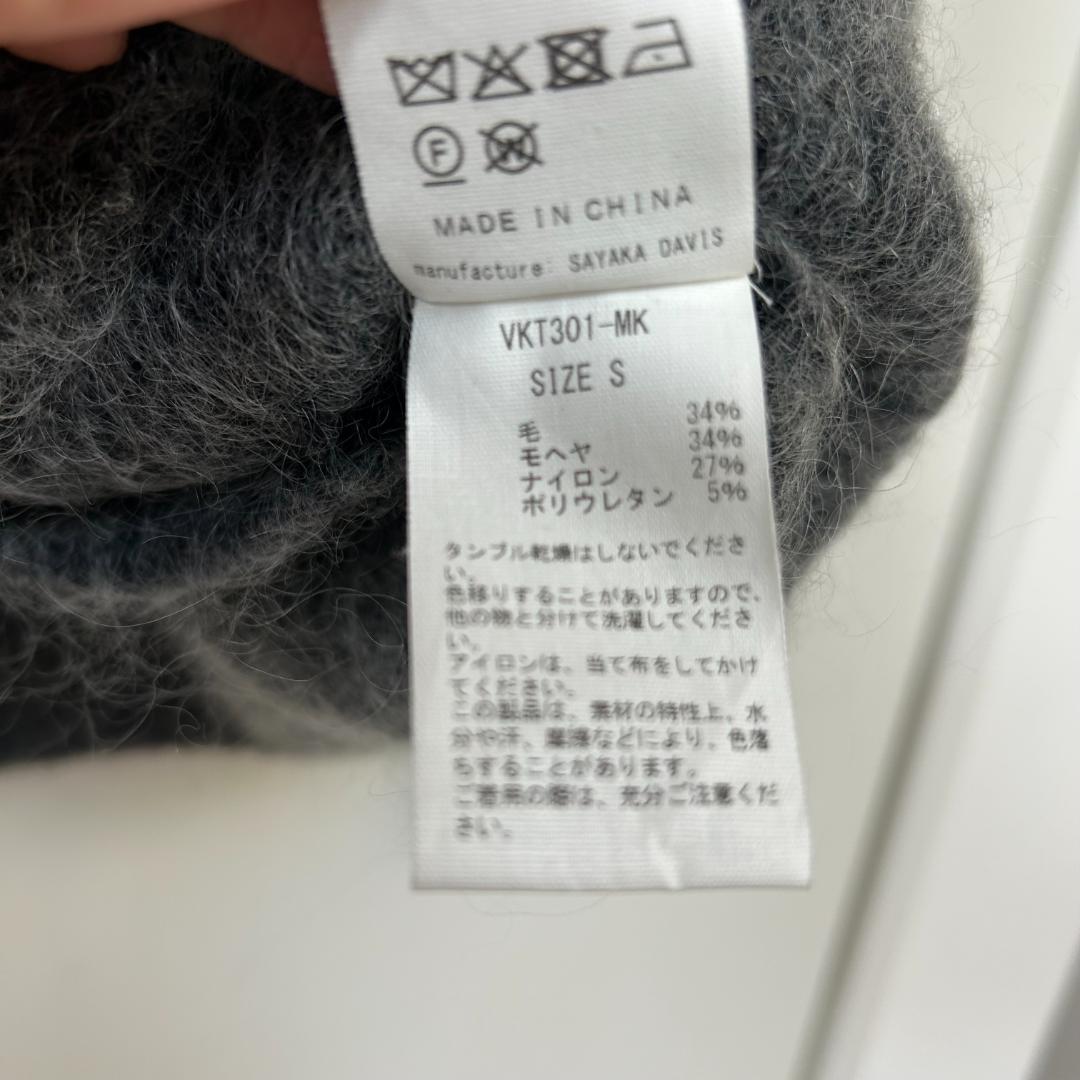 F
W
MADE IN CHINA
manufacture: SAYAKA DAVIS
VKT301-MK
SIZE S
毛 34%
モヘヤ 34%
ナイロン 27%
ポリウレタン 5%
タンブル乾燥はしないでくださ
い。
色移りすることがありますので、
他の物と分けて洗濯してくださ
い。
アイロンは、当て布をしてかけ
てください。
この製品は、素材の特性上、水
分や汗、摩擦などにより、色落
ちすることがあります。
ご着用の際は、充分ご注意くだ
さい。